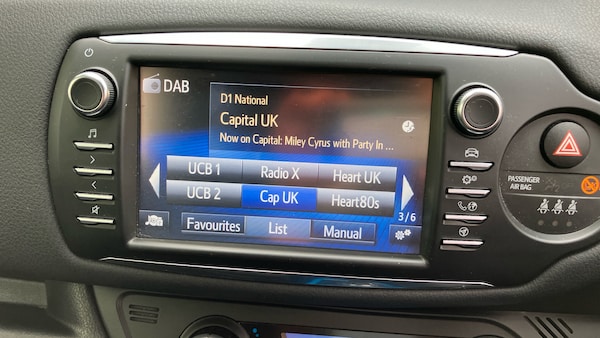 DAB
D1 National
Capital UK
Now on Capital: Miley Cyrus with Party In ...
UCB 1 Radio X Heart UK
UCB 2 Cap UK Heart80s
3/6
Favourites List Manual
PASSENGER
AIR BAG